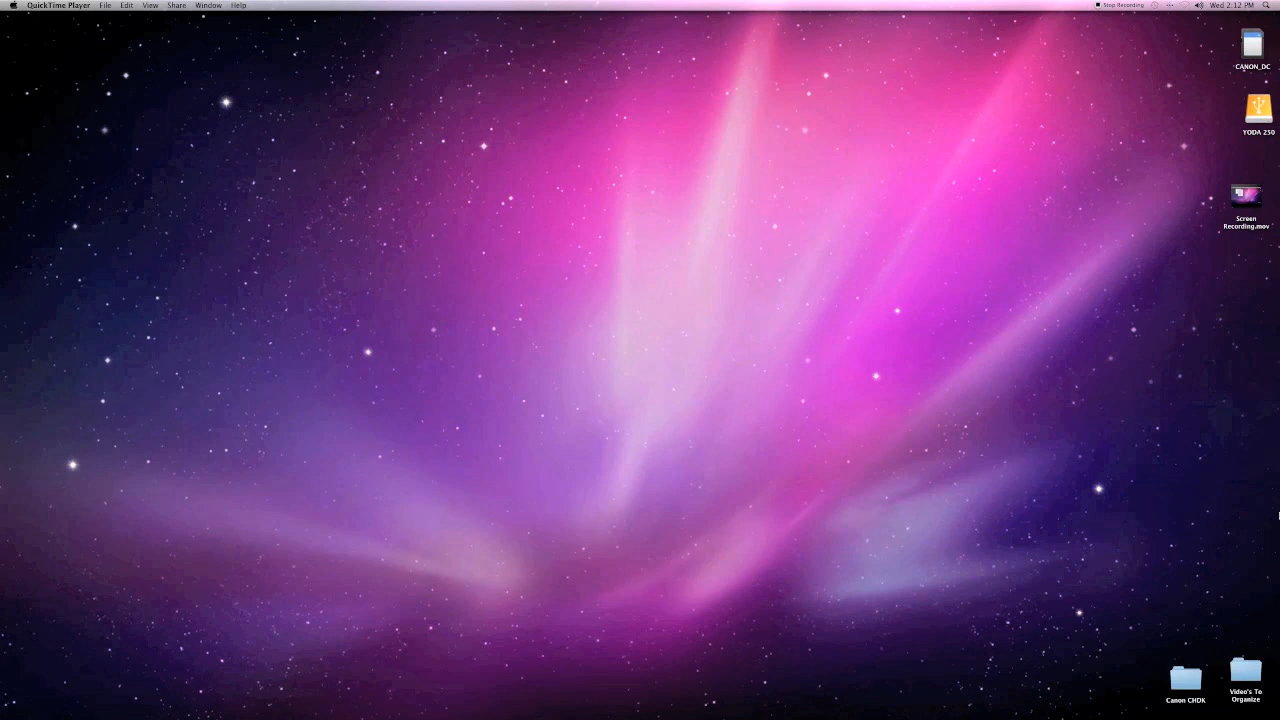 QuickTime Player File Edit View Share Window Help Stop Recording Wed 2:12 PM
CANON_DC
YODA 250
Screen
Recording.mov
Canon CHDK
Video's To
Organize